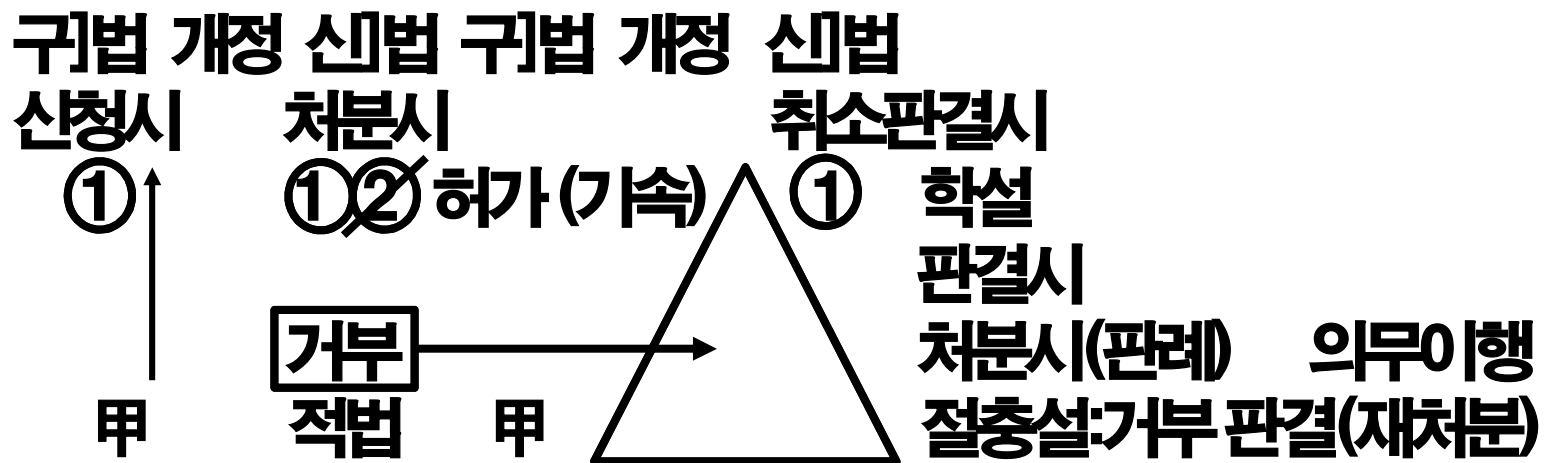 구]법 개정 신]법 구]법 개정 신]법
신청시 처분시 취소판결시
① ①② 허가 (기속) ① 학설
판결시
거부 처분시(판례) 의무이행
甲 적법 甲 절충설:거부 판결(재처분)